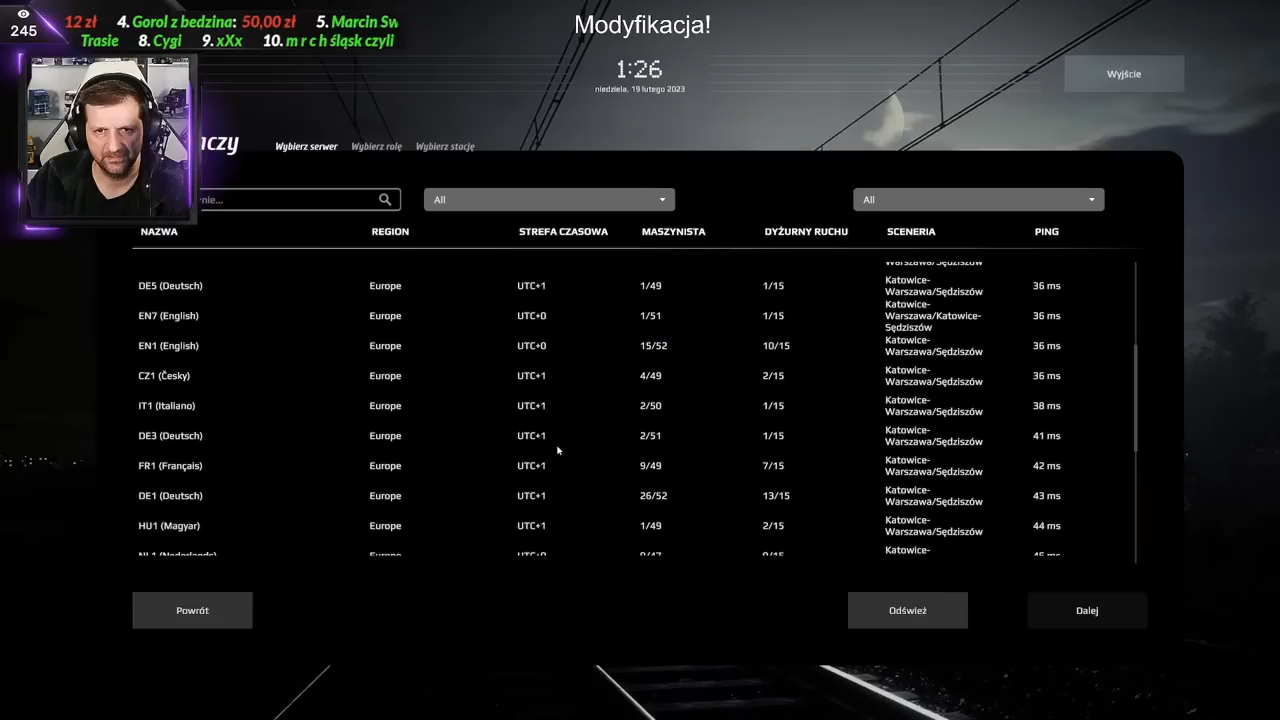 245
12 zł 4. Gorol z bedzina: 50,00 zł 5. Marcin Sw
Trasie 8. Cygi 9. xXx 10. m r c h śląsk czyli
Modyfikacja!
1:26
niedziela, 19 lutego 2023
Wyjście
Wybierz serwer Wybierz rolę Wybierz stację
All
All
NAZWA REGION STREFA CZASOWA MASZYNISTA DYŻURNY RUCHU SCENERIA PING
Warszawa/Sędziszów
DE5 (Deutsch) Europe UTC+1 1/49 1/15 Katowice-
Warszawa/Sędziszów 36 ms
EN7 (English) Europe UTC+0 1/51 1/15 Katowice-
Warszawa/Katowice-
Sędziszów 36 ms
EN1 (English) Europe UTC+0 15/52 10/15 Katowice-
Warszawa/Sędziszów 36 ms
CZ1 (Česky) Europe UTC+1 4/49 2/15 Katowice-
Warszawa/Sędziszów 36 ms
IT1 (Italiano) Europe UTC+1 2/50 1/15 Katowice-
Warszawa/Sędziszów 38 ms
DE3 (Deutsch) Europe UTC+1 2/51 1/15 Katowice-
Warszawa/Sędziszów 41 ms
FR1 (Français) Europe UTC+1 9/49 7/15 Katowice-
Warszawa/Sędziszów 42 ms
DE1 (Deutsch) Europe UTC+1 26/52 13/15 Katowice-
Warszawa/Sędziszów 43 ms
HU1 (Magyar) Europe UTC+1 1/49 2/15 Katowice-
Warszawa/Sędziszów 44 ms
NL1 (Nederlands) Europe UTC+0 Katowice-
Powrót
Odśwież
Dalej